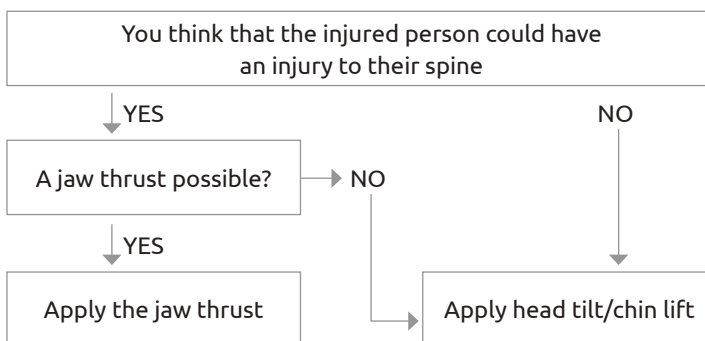 You think that the injured person could have
an injury to their spine
YES
NO
A jaw thrust possible?
NO
YES
Apply the jaw thrust
Apply head tilt/chin lift